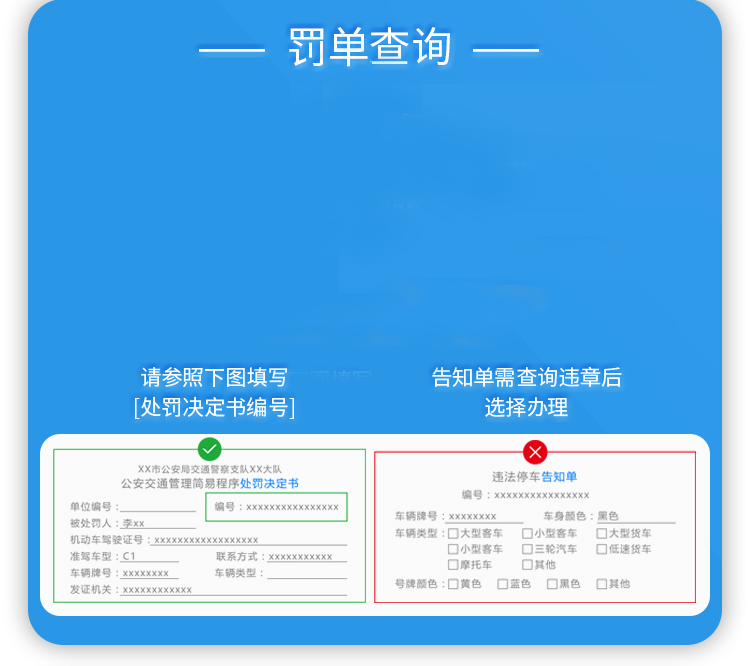 罚单查询
请参照下图填写
[处罚决定书编号]
告知单需查询违章后
选择办理
XX市公安局交通警察支队XX大队
公安交通管理简易程序处罚决定书
单位编号：
编号：xxxxxxxxxxxxxxxxx
被处罚人：李xx
机动车驾驶证号：xxxxxxxxxxxxxxxxxxx
准驾车型：C1
联系方式：xxxxxxxxxxx
车辆牌号：xxxxxxxx
车辆类型：
发证机关：xxxxxxxxxxxx
违法停车告知单
编号：xxxxxxxxxxxxxxxx
车辆牌号：xxxxxxxx 车身颜色：黑色
车辆类型：□大型客车 □小型客车 □大型货车
□小型客车 □三轮汽车 □低速货车
□摩托车 □其他
号牌颜色：□黄色 □蓝色 □黑色 □其他